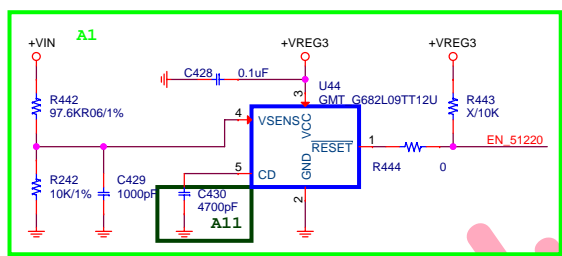 A1
+VIN
+VREG3
+VREG3
C428
0.1uF
U44
GMT_G682L09TT12U
R442
97.6KR06/1%
3
VCC
R443
X/10K
4
VSENS
RESET
1
EN_51220
R444
0
R242
10K/1%
C429
1000pF
5
CD
GND
2
C430
4700pF
A11